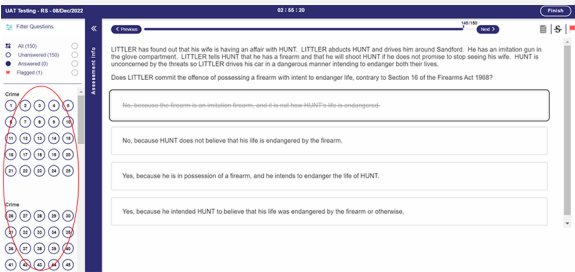 UAT Testing - RS - 08/Dec/2022
02 : 55 : 20
Finish
Filter Questions
All (150)
Unanswered (150)
Answered (0)
Flagged (1)
Crime
1 2 3 4 5
6 7 8 9 10
11 12 13 14 15
16 17 18 19 20
21 22 23 24 25
Crime
26 27 28 29 30
31 32 33 34 35
36 37 38 39 40
41 42 43 44 45
Assessment Info
Previous
149/150
Next
LITTLER has found out that his wife is having an affair with HUNT. LITTLER abducts HUNT and drives him around Sandford. He has an imitation gun in
the glove compartment. LITTLER tells HUNT that he has a firearm and that he will shoot HUNT if he does not promise to stop seeing his wife. HUNT is
unconcerned by the threats so LITTLER drives his car in a dangerous manner intending to endanger both their lives.
Does LITTLER commit the offence of possessing a firearm with intent to endanger life, contrary to Section 16 of the Firearms Act 1968?
No, because the firearm is an imitation firearm, and it is not how HUNT's life is endangered.
No, because HUNT does not believe that his life is endangered by the firearm.
Yes, because he is in possession of a firearm, and he intends to endanger the life of HUNT.
Yes, because he intended HUNT to believe that his life was endangered by the firearm or otherwise.